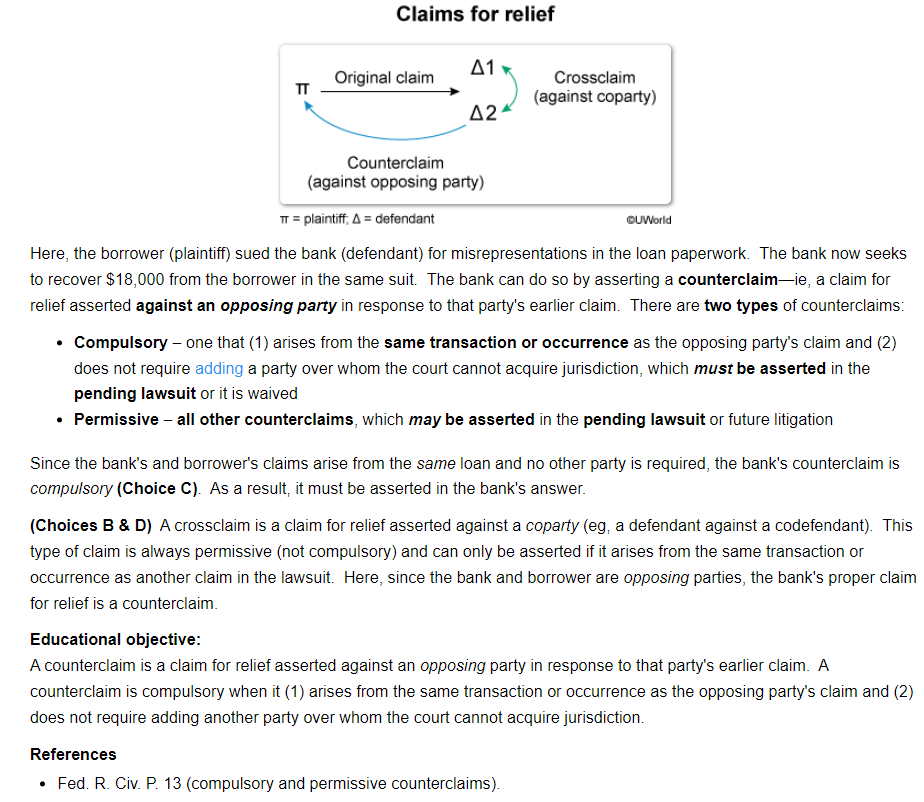 Claims for relief
π
Original claim
Δ1
Δ2
Crossclaim
(against coparty)
Counterclaim
(against opposing party)
π = plaintiff; Δ = defendant
©UWorld
Here, the borrower (plaintiff) sued the bank (defendant) for misrepresentations in the loan paperwork. The bank now seeks
to recover $18,000 from the borrower in the same suit. The bank can do so by asserting a counterclaim—ie, a claim for
relief asserted against an opposing party in response to that party's earlier claim. There are two types of counterclaims:
• Compulsory – one that (1) arises from the same transaction or occurrence as the opposing party's claim and (2)
does not require adding a party over whom the court cannot acquire jurisdiction, which must be asserted in the
pending lawsuit or it is waived
• Permissive – all other counterclaims, which may be asserted in the pending lawsuit or future litigation
Since the bank's and borrower's claims arise from the same loan and no other party is required, the bank's counterclaim is
compulsory (Choice C). As a result, it must be asserted in the bank's answer.
(Choices B & D) A crossclaim is a claim for relief asserted against a coparty (eg, a defendant against a codefendant). This
type of claim is always permissive (not compulsory) and can only be asserted if it arises from the same transaction or
occurrence as another claim in the lawsuit. Here, since the bank and borrower are opposing parties, the bank's proper claim
for relief is a counterclaim.
Educational objective:
A counterclaim is a claim for relief asserted against an opposing party in response to that party's earlier claim. A
counterclaim is compulsory when it (1) arises from the same transaction or occurrence as the opposing party's claim and (2)
does not require adding another party over whom the court cannot acquire jurisdiction.
References
• Fed. R. Civ. P. 13 (compulsory and permissive counterclaims).